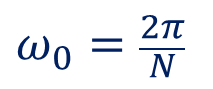 ω₀ = 2π/N